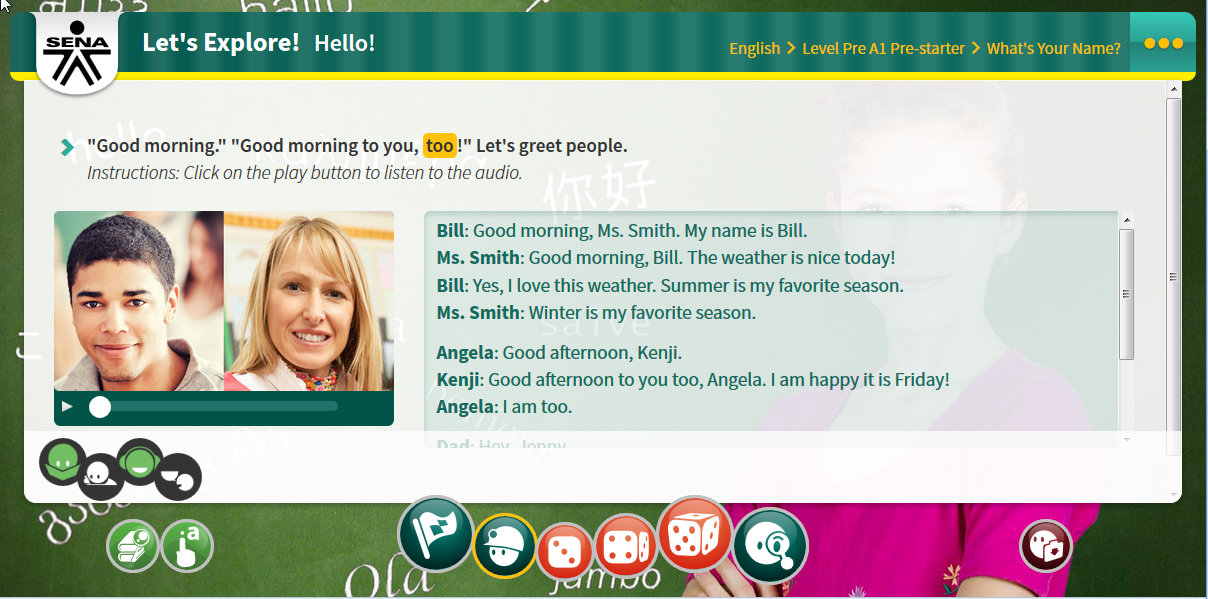 hello
SENA
Let's Explore! Hello!
English > Level Pre A1 Pre-starter > What's Your Name?
hello
"Good morning." "Good morning to you, too!" Let's greet people.
Instructions: Click on the play button to listen to the audio.
你好
Bill: Good morning, Ms. Smith. My name is Bill.
Ms. Smith: Good morning, Bill. The weather is nice today!
Bill: Yes, I love this weather. Summer is my favorite season.
Ms. Smith: Winter is my favorite season.
salve
Angela: Good afternoon, Kenji.
Kenji: Good afternoon to you too, Angela. I am happy it is Friday!
Angela: I am too.
Dad: Hey, Jenny
a
Olá
jambo